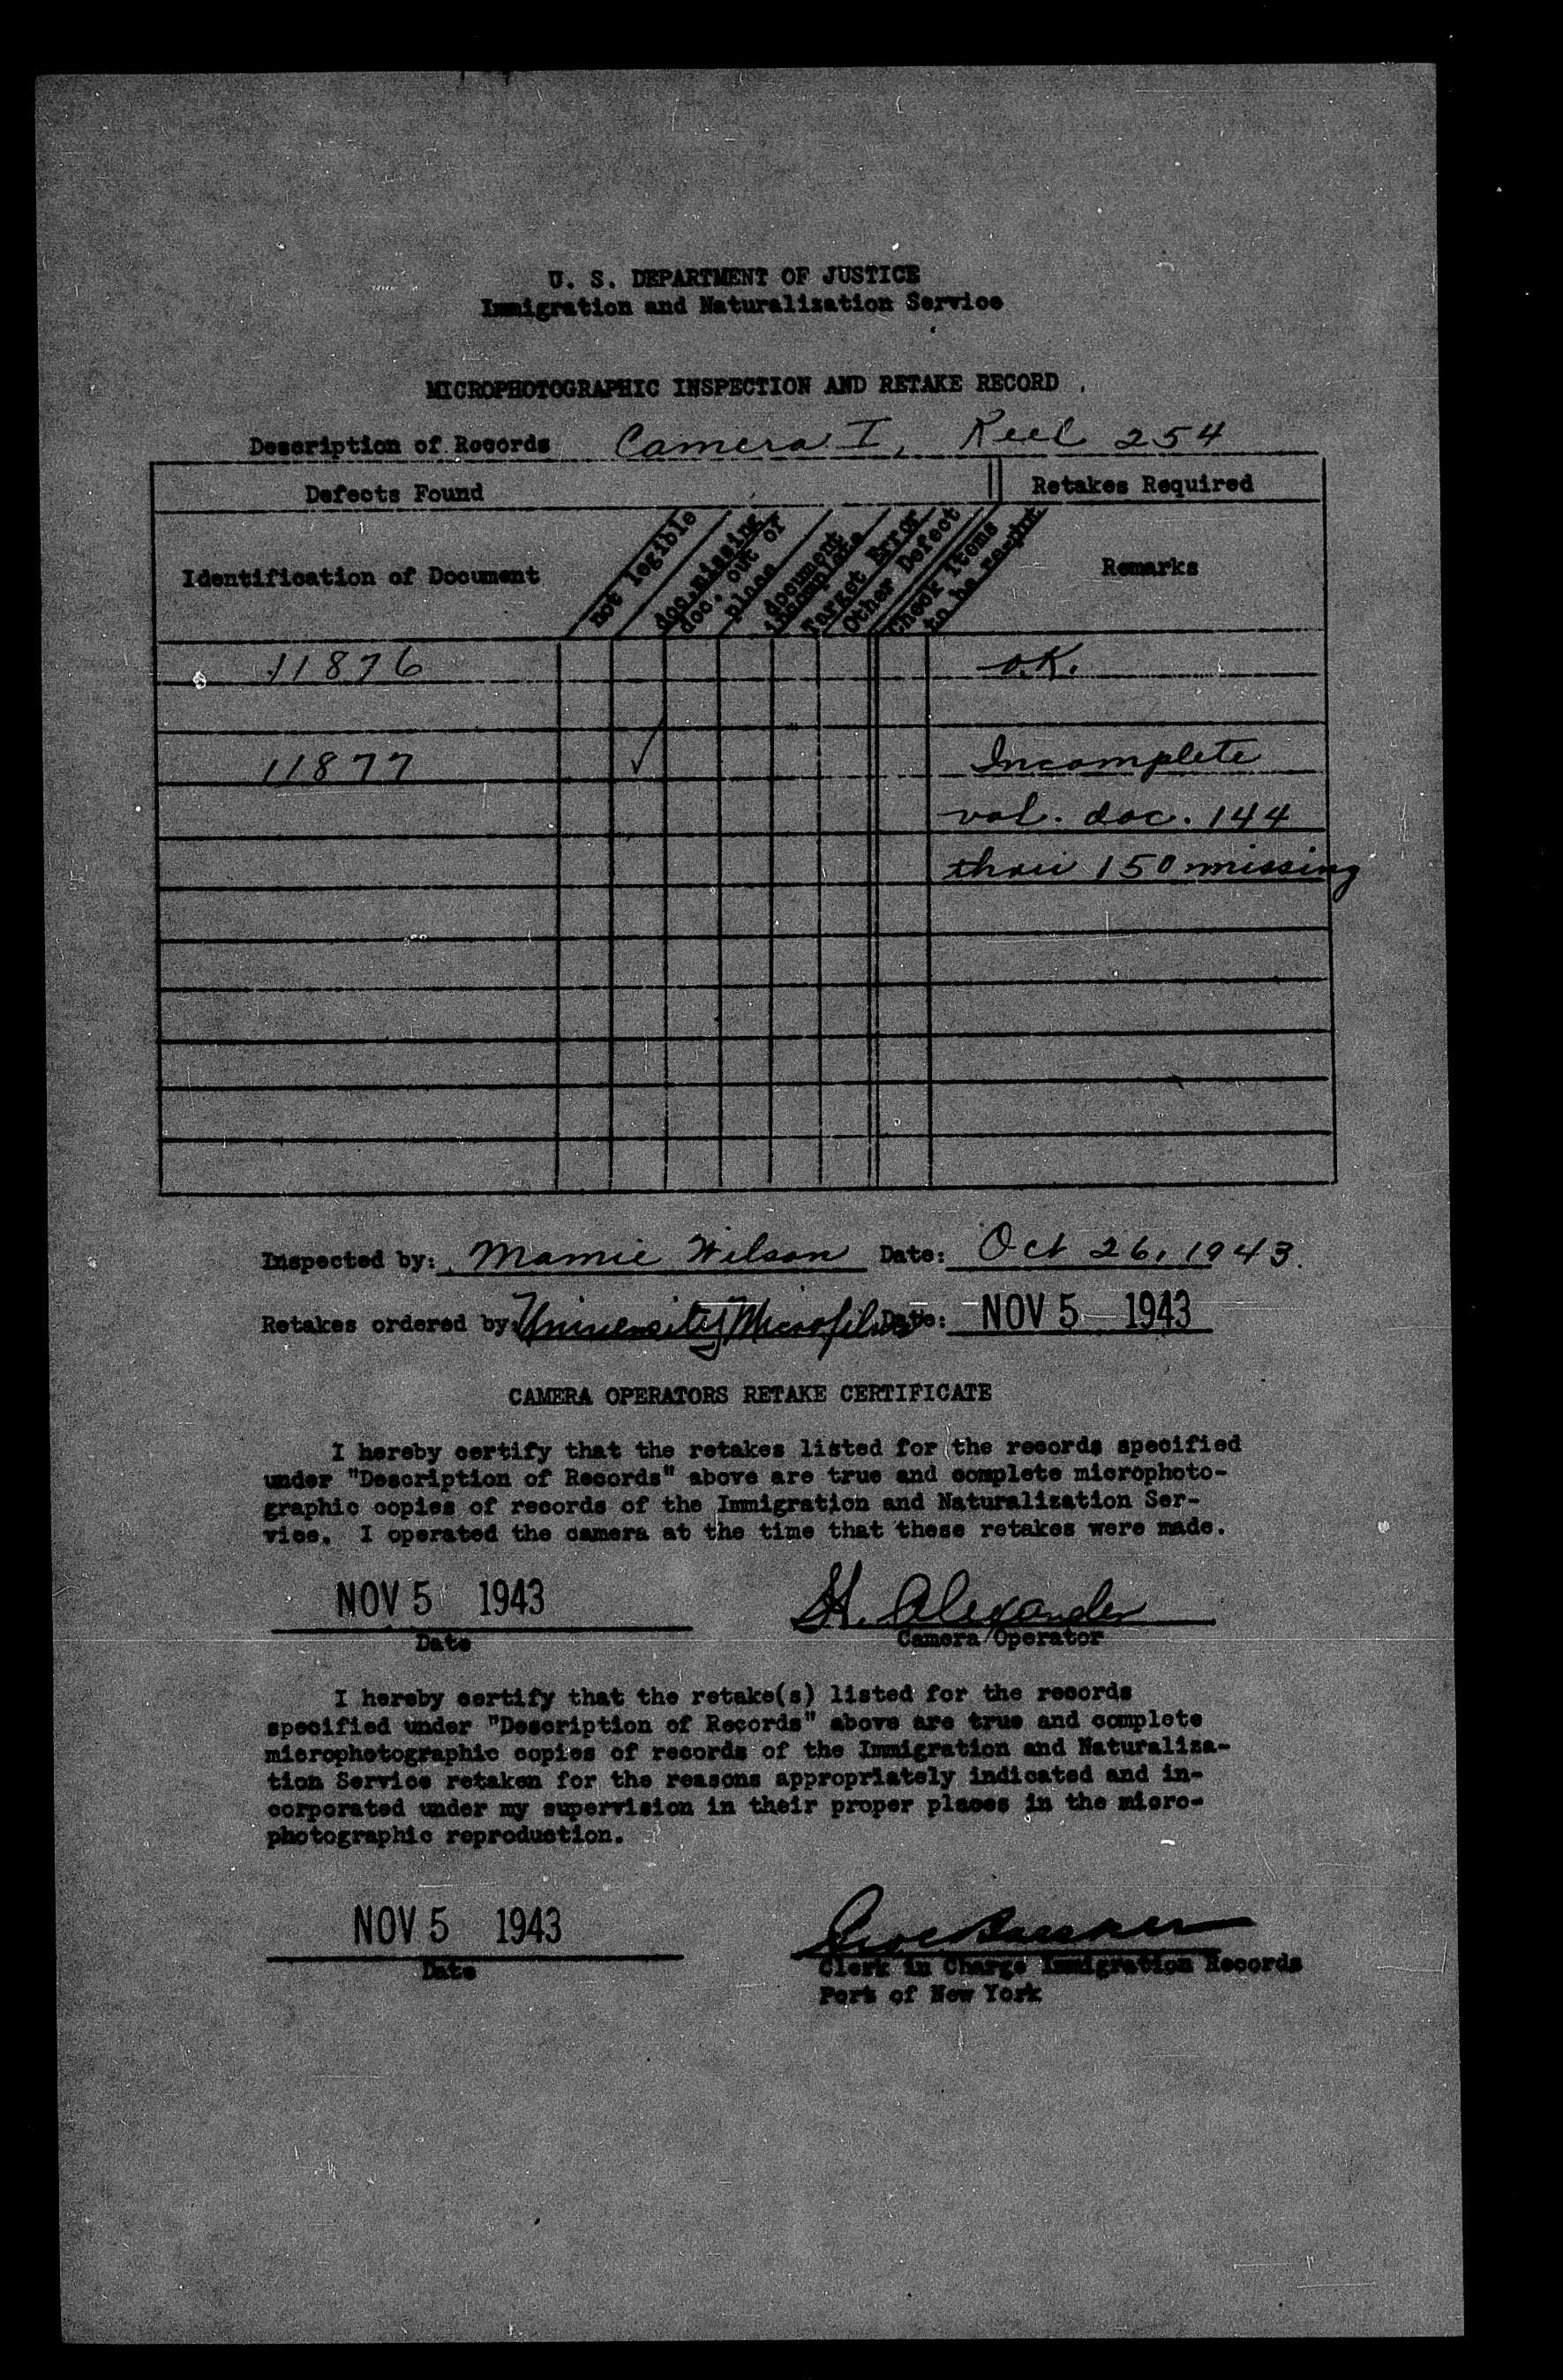 U. S. DEPARTMENT OF JUSTICE
Immigration and Naturalization Service
MICROPHOTOGRAPHIC INSPECTION AND RETAKE RECORD
Description of Records Camera I, Reel 254
Defects Found Retakes Required
Identification of Document
not legible
doc. missing
doc. out of
place
document
incomplete
Target Error
Other Defect
Check items
to be
Remarks
11876 O.K.
11877 ✓ Incomplete
vol. doc. 144
thru 150 missing
Inspected by: Mamie Wilson Date: Oct 26, 1943.
Retakes ordered by: University Microfilms Date: NOV 5 1943
CAMERA OPERATORS RETAKE CERTIFICATE
I hereby certify that the retakes listed for the records specified
under "Description of Records" above are true and complete microphoto-
graphic copies of records of the Immigration and Naturalization Ser-
vice. I operated the camera at the time that these retakes were made.
NOV 5 1943 H. Alexander
Date Camera Operator
I hereby certify that the retake(s) listed for the records
specified under "Description of Records" above are true and complete
microphotographic copies of records of the Immigration and Naturaliza-
tion Service retaken for the reasons appropriately indicated and in-
corporated under my supervision in their proper places in the micro-
photographic reproduction.
NOV 5 1943
Date Clerk in Charge Immigration Records
Port of New York